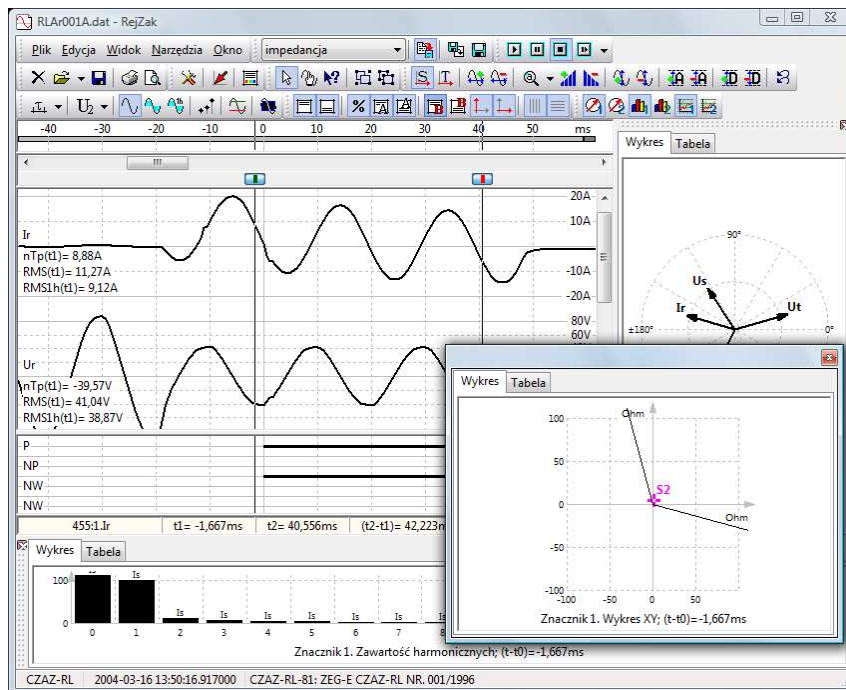 RLAr001A.dat - RejZak
Plik Edycja Widok Narzędzia Okno impedancja
-40 -30 -20 -10 0 10 20 30 40 50 ms
Wykres Tabela
20A
10A
Ir
nTp(t1)= 8,88A
RMS(t1)= 11,27A
RMS1h(t1)= 9,12A
-10A
-20A
80V
60V
Ur
nTp(t1)= -39,57V
RMS(t1)= 41,04V
RMS1h(t1)= 38,87V
90°
Us
Ir
Ut
±180°
0°
P
NP
NW
NW
455:1.Ir t1= -1,667ms t2= 40,556ms (t2-t1)= 42,223m
Wykres Tabela
100
Ohm
50
S2
0
Ohm
-50
-100
-100 -50 0 50
Znacznik 1. Wykres XY; (t-t0)=-1,667ms
Wykres Tabela
100
0
Is Is Is Is Is Is Is
0 1 2 3 4 5 6 7 8
Znacznik 1. Zawartość harmonicznych; (t-t0)=-1,667ms
CZAZ-RL 2004-03-16 13:50:16.917000 CZAZ-RL-81: ZEG-E CZAZ-RL NR. 001/1996